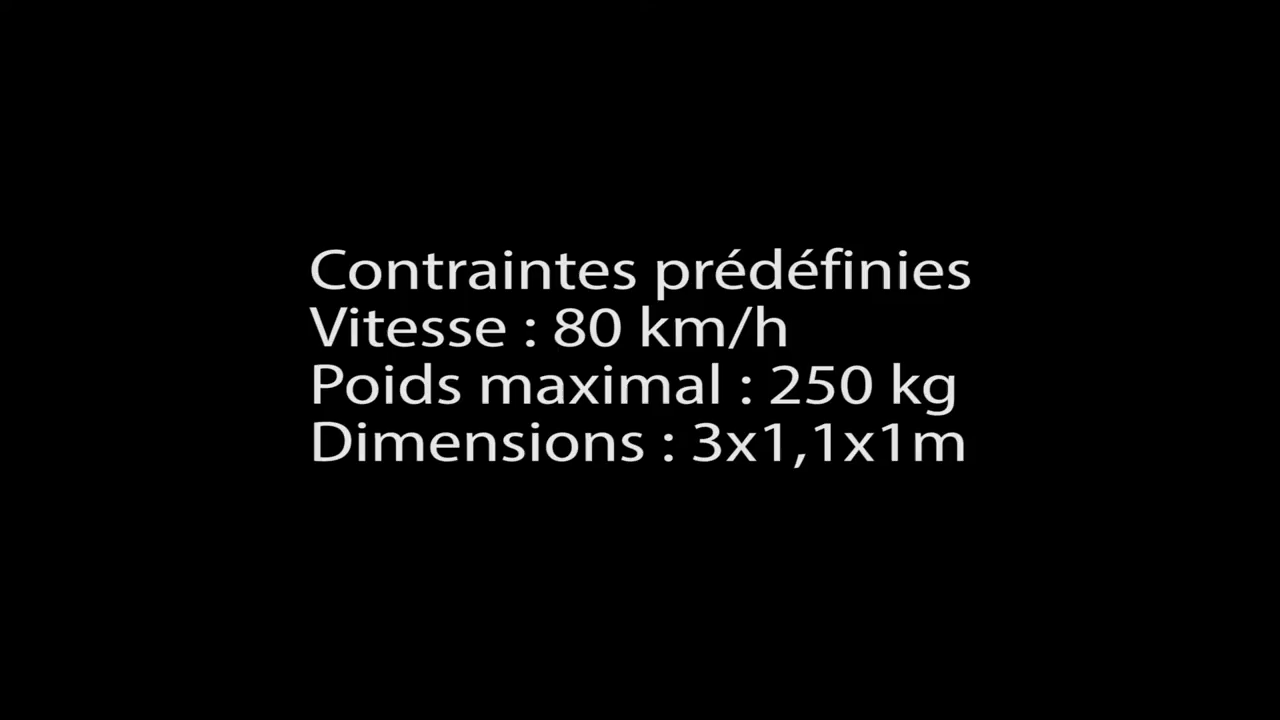 Contraintes prédéfinies
Vitesse : 80 km/h
Poids maximal : 250 kg
Dimensions : 3x1,1x1m